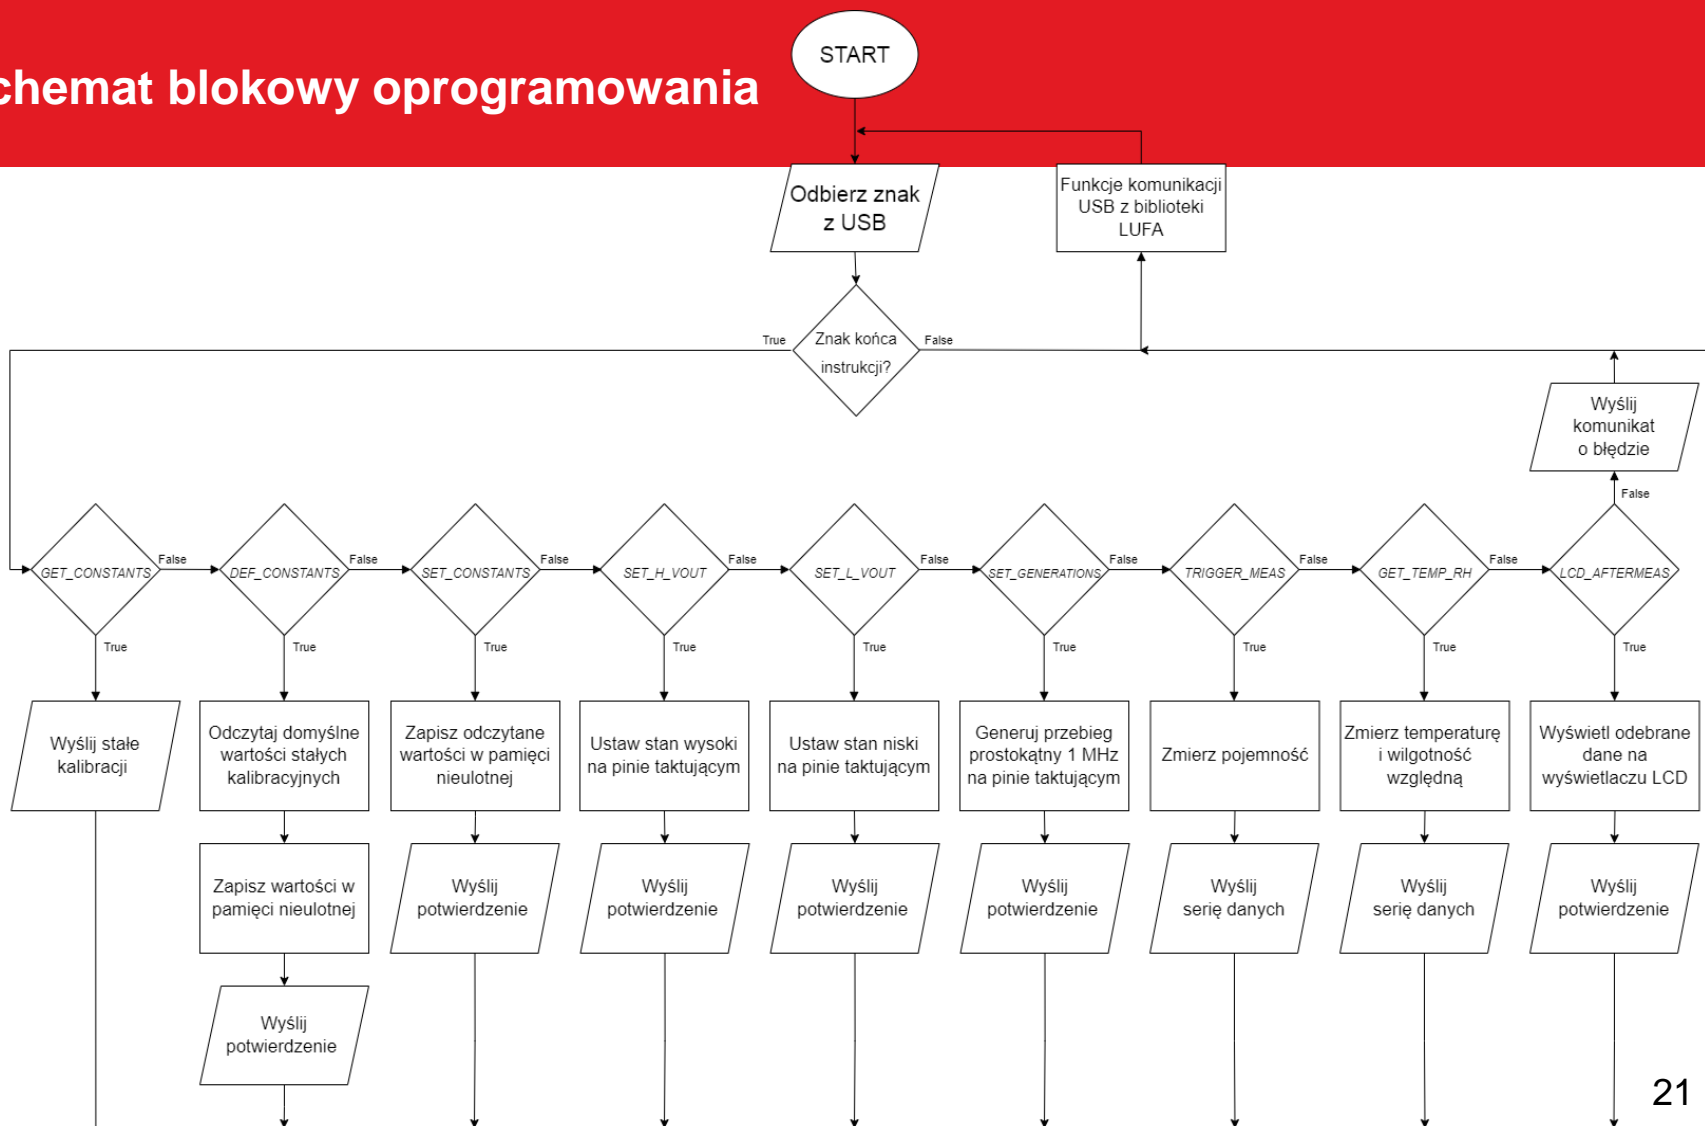 START
chemat blokowy oprogramowania
Odbierz znak
z USB
Funkcje komunikacji
USB z biblioteki
LUFA
True
Znak końca
instrukcji?
False
Wyślij
komunikat
o błędzie
False
GET_CONSTANTS
False
DEF_CONSTANTS
False
SET_CONSTANTS
False
SET_H_VOUT
False
SET_L_VOUT
False
SET_GENERATIONS
False
TRIGGER_MEAS
False
GET_TEMP_RH
False
LCD_AFTERMEAS
True
True
True
True
True
True
True
True
True
Wyślij stałe
kalibracji
Odczytaj domyślne
wartości stałych
kalibracyjnych
Zapisz odczytane
wartości w pamięci
nieulotnej
Ustaw stan wysoki
na pinie taktującym
Ustaw stan niski
na pinie taktującym
Generuj przebieg
prostokątny 1 MHz
na pinie taktującym
Zmierz pojemność
Zmierz temperaturę
i wilgotność
względną
Wyświetl odebrane
dane na
wyświetlaczu LCD
Zapisz wartości w
pamięci nieulotnej
Wyślij
potwierdzenie
Wyślij
potwierdzenie
Wyślij
potwierdzenie
Wyślij
potwierdzenie
Wyślij
serię danych
Wyślij
serię danych
Wyślij
potwierdzenie
Wyślij
potwierdzenie
21